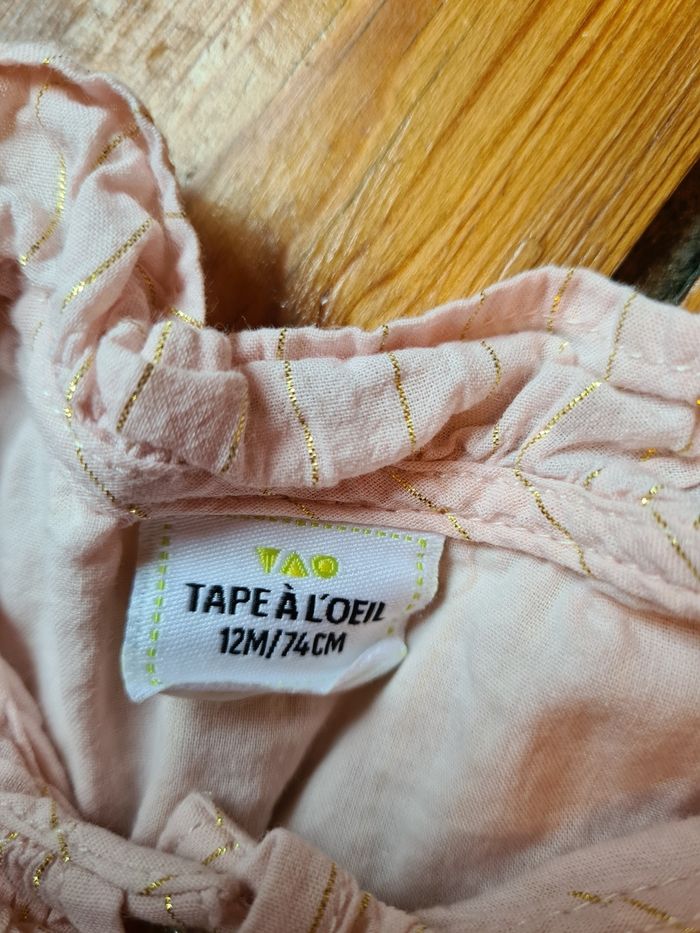 TAO
TAPE À L'OEIL
12M/74CM